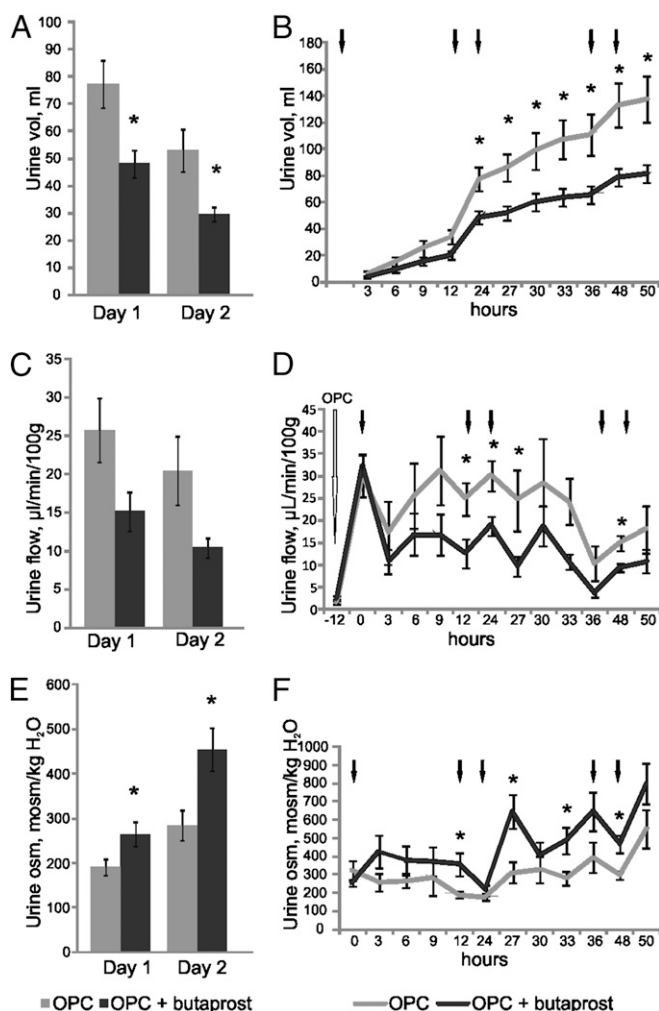 A
Urine vol, ml
100
90
80
70
60
50
40
30
20
10
0
*
*
Day 1 Day 2
B
Urine vol, ml
180
160
140
120
100
80
60
40
20
0
* * * * * * *
3 6 9 12 24 27 30 33 36 48 50
hours
C
Urine flow, µl/min/100g
35
30
25
20
15
10
5
0
Day 1 Day 2
D
OPC
Urine flow, µL/min/100g
45
40
35
30
25
20
15
10
5
0
* * * *
-12 0 3 6 9 12 24 27 30 33 36 48 50
hours
E
Urine osm, mosm/kg H₂O
600
500
400
300
200
100
0
*
*
Day 1 Day 2
F
Urine osm, mosm/kg H₂O
1000
900
800
700
600
500
400
300
200
100
0
* * * *
0 3 6 9 12 24 27 30 33 36 48 50
hours
OPC OPC + butaprost
OPC OPC + butaprost